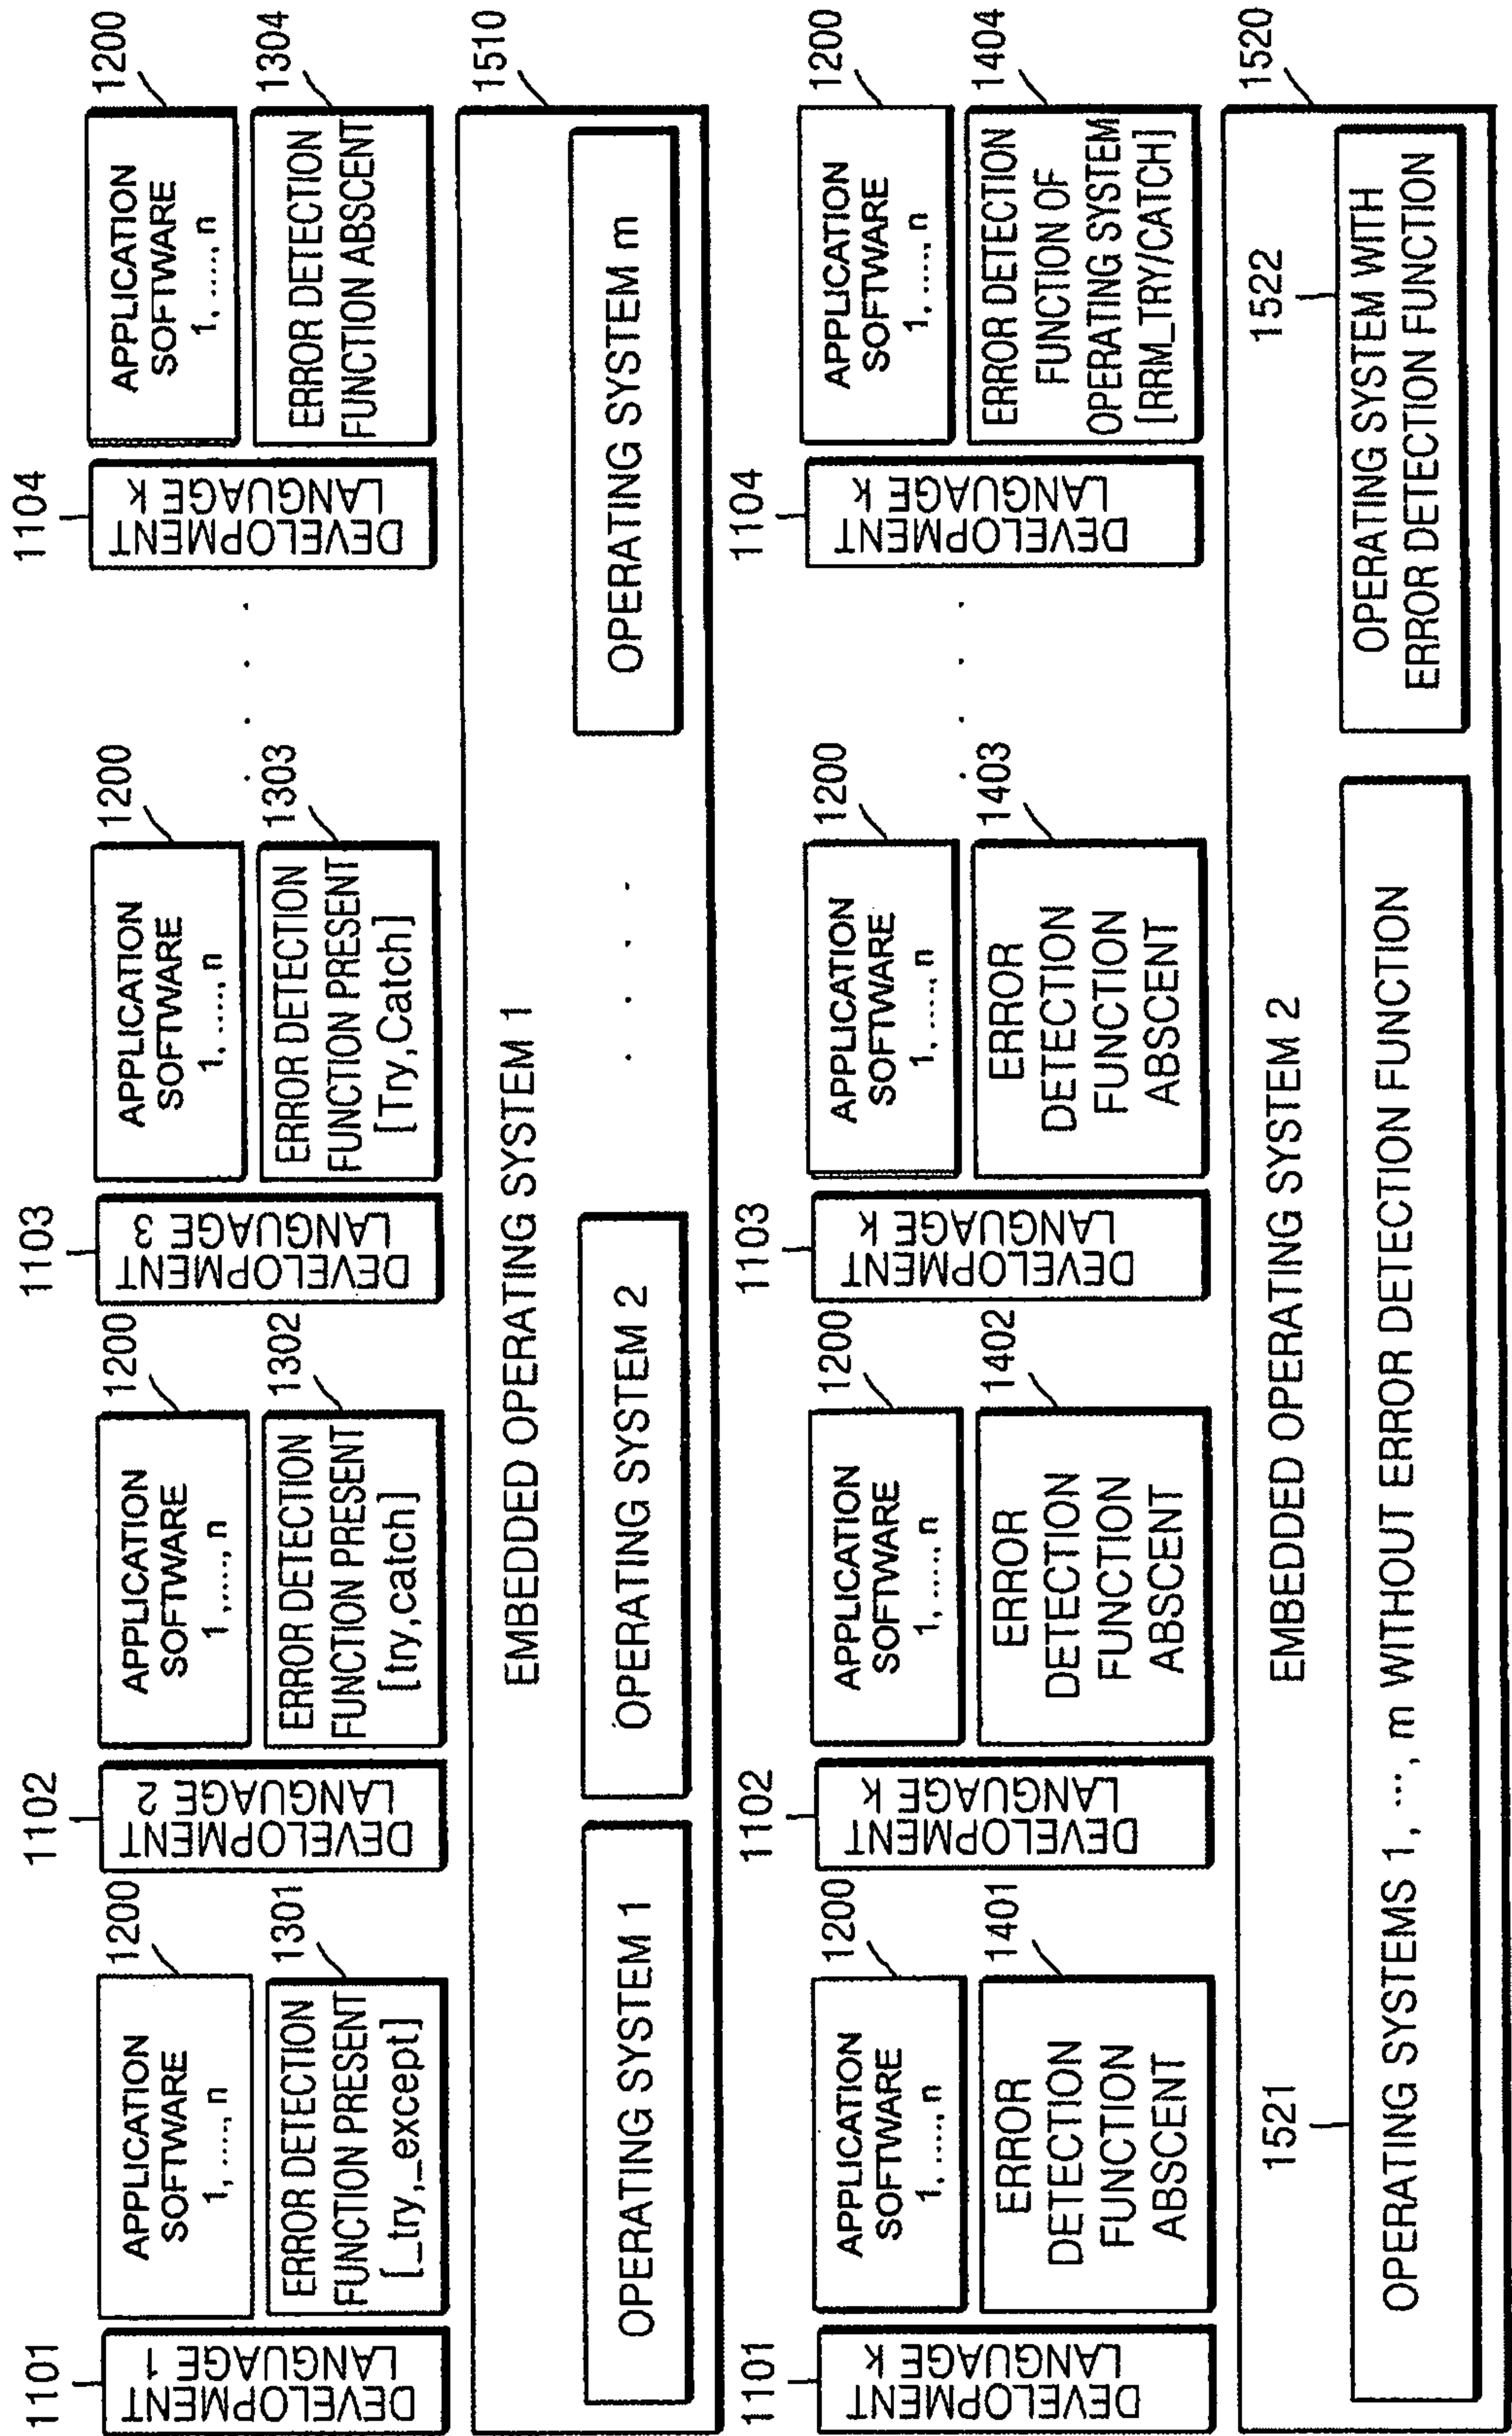 1101
DEVELOPMENT
LANGUAGE 1
1200
APPLICATION
SOFTWARE
1, ....., n
1301
ERROR DETECTION
FUNCTION PRESENT
[_try,_except]
1102
DEVELOPMENT
LANGUAGE 2
1200
APPLICATION
SOFTWARE
1, ....., n
1302
ERROR DETECTION
FUNCTION PRESENT
[try,catch]
1103
DEVELOPMENT
LANGUAGE 3
1200
APPLICATION
SOFTWARE
1, ....., n
1303
ERROR DETECTION
FUNCTION PRESENT
[Try,Catch]
. . . .
1104
DEVELOPMENT
LANGUAGE k
1200
APPLICATION
SOFTWARE
1, ....., n
1304
ERROR DETECTION
FUNCTION ABSCENT
1510
EMBEDDED OPERATING SYSTEM 1
OPERATING SYSTEM 1
OPERATING SYSTEM 2
. . . .
OPERATING SYSTEM m
1101
DEVELOPMENT
LANGUAGE k
1200
APPLICATION
SOFTWARE
1, ....., n
1401
ERROR
DETECTION
FUNCTION
ABSCENT
1102
DEVELOPMENT
LANGUAGE k
1200
APPLICATION
SOFTWARE
1, ....., n
1402
ERROR
DETECTION
FUNCTION
ABSCENT
1103
DEVELOPMENT
LANGUAGE k
1200
APPLICATION
SOFTWARE
1, ....., n
1403
ERROR
DETECTION
FUNCTION
ABSCENT
. . . .
1104
DEVELOPMENT
LANGUAGE k
1200
APPLICATION
SOFTWARE
1, ....., n
1404
ERROR DETECTION
FUNCTION OF
OPERATING SYSTEM
[RRM_TRY/CATCH]
1520
EMBEDDED OPERATING SYSTEM 2
1521
OPERATING SYSTEMS 1, ···, m WITHOUT ERROR DETECTION FUNCTION
1522
OPERATING SYSTEM WITH
ERROR DETECTION FUNCTION